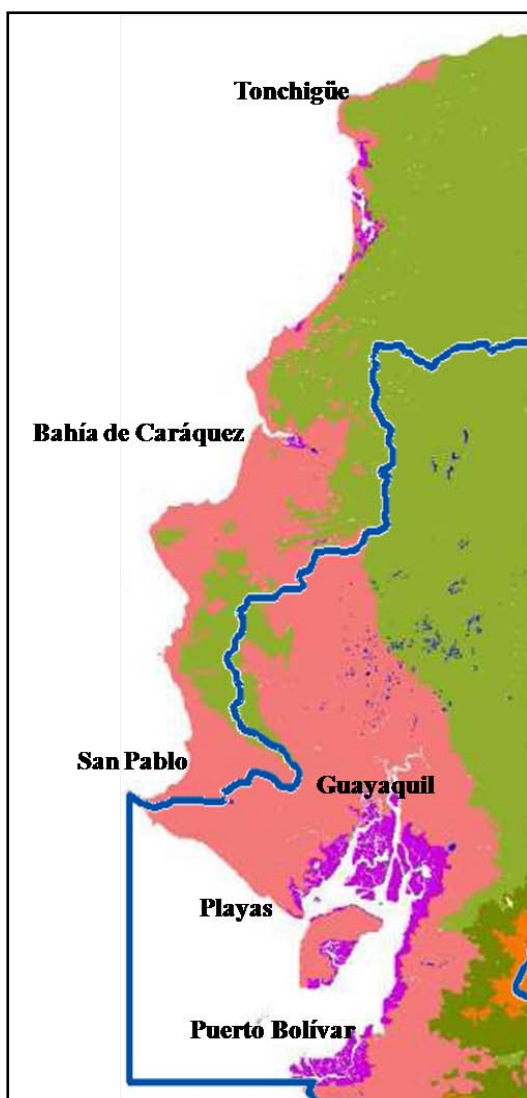 Tonchigüe
Bahía de Caráquez
San Pablo
Guayaquil
Playas
Puerto Bolívar